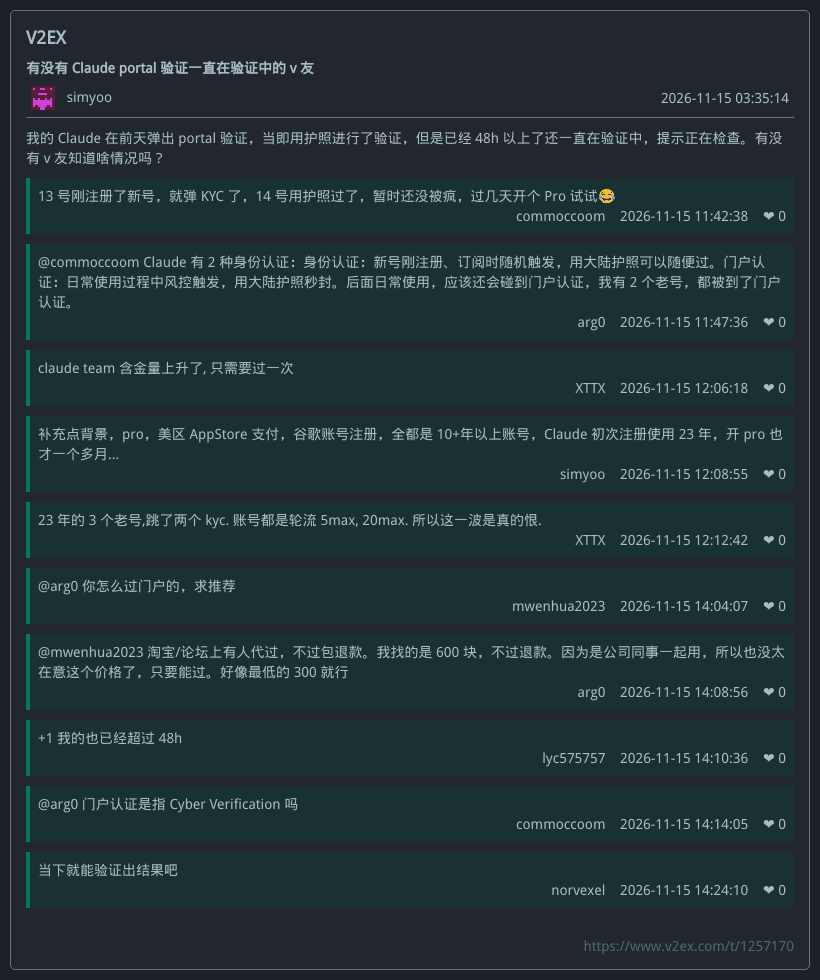 V2EX
有没有 Claude portal 验证一直在验证中的 v 友
simyoo 2026-11-15 03:35:14
我的 Claude 在前天弹出 portal 验证，当即用护照进行了验证，但是已经 48h 以上了还一直在验证中，提示正在检查。有没
有 v 友知道啥情况吗？
13 号刚注册了新号，就弹 KYC 了，14 号用护照过了，暂时还没被疯，过几天开个 Pro 试试😂
commoccoom 2026-11-15 11:42:38 ❤ 0
@commoccoom Claude 有 2 种身份认证：身份认证：新号刚注册、订阅时随机触发，用大陆护照可以随便过。门户认
证：日常使用过程中风控触发，用大陆护照秒封。后面日常使用，应该还会碰到门户认证，我有 2 个老号，都被到了门户
认证。
arg0 2026-11-15 11:47:36 ❤ 0
claude team 含金量上升了, 只需要过一次
XTTX 2026-11-15 12:06:18 ❤ 0
补充点背景，pro，美区 AppStore 支付，谷歌账号注册，全都是 10+年以上账号，Claude 初次注册使用 23 年，开 pro 也
才一个多月...
simyoo 2026-11-15 12:08:55 ❤ 0
23 年的 3 个老号,跳了两个 kyc. 账号都是轮流 5max, 20max. 所以这一波是真的恨.
XTTX 2026-11-15 12:12:42 ❤ 0
@arg0 你怎么过门户的，求推荐
mwenhua2023 2026-11-15 14:04:07 ❤ 0
@mwenhua2023 淘宝/论坛上有人代过，不过包退款。我找的是 600 块，不过退款。因为是公司同事一起用，所以也没太
在意这个价格了，只要能过。好像最低的 300 就行
arg0 2026-11-15 14:08:56 ❤ 0
+1 我的也已经超过 48h
lyc575757 2026-11-15 14:10:36 ❤ 0
@arg0 门户认证是指 Cyber Verification 吗
commoccoom 2026-11-15 14:14:05 ❤ 0
当下就能验证出结果吧
norvexel 2026-11-15 14:24:10 ❤ 0
https://www.v2ex.com/t/1257170